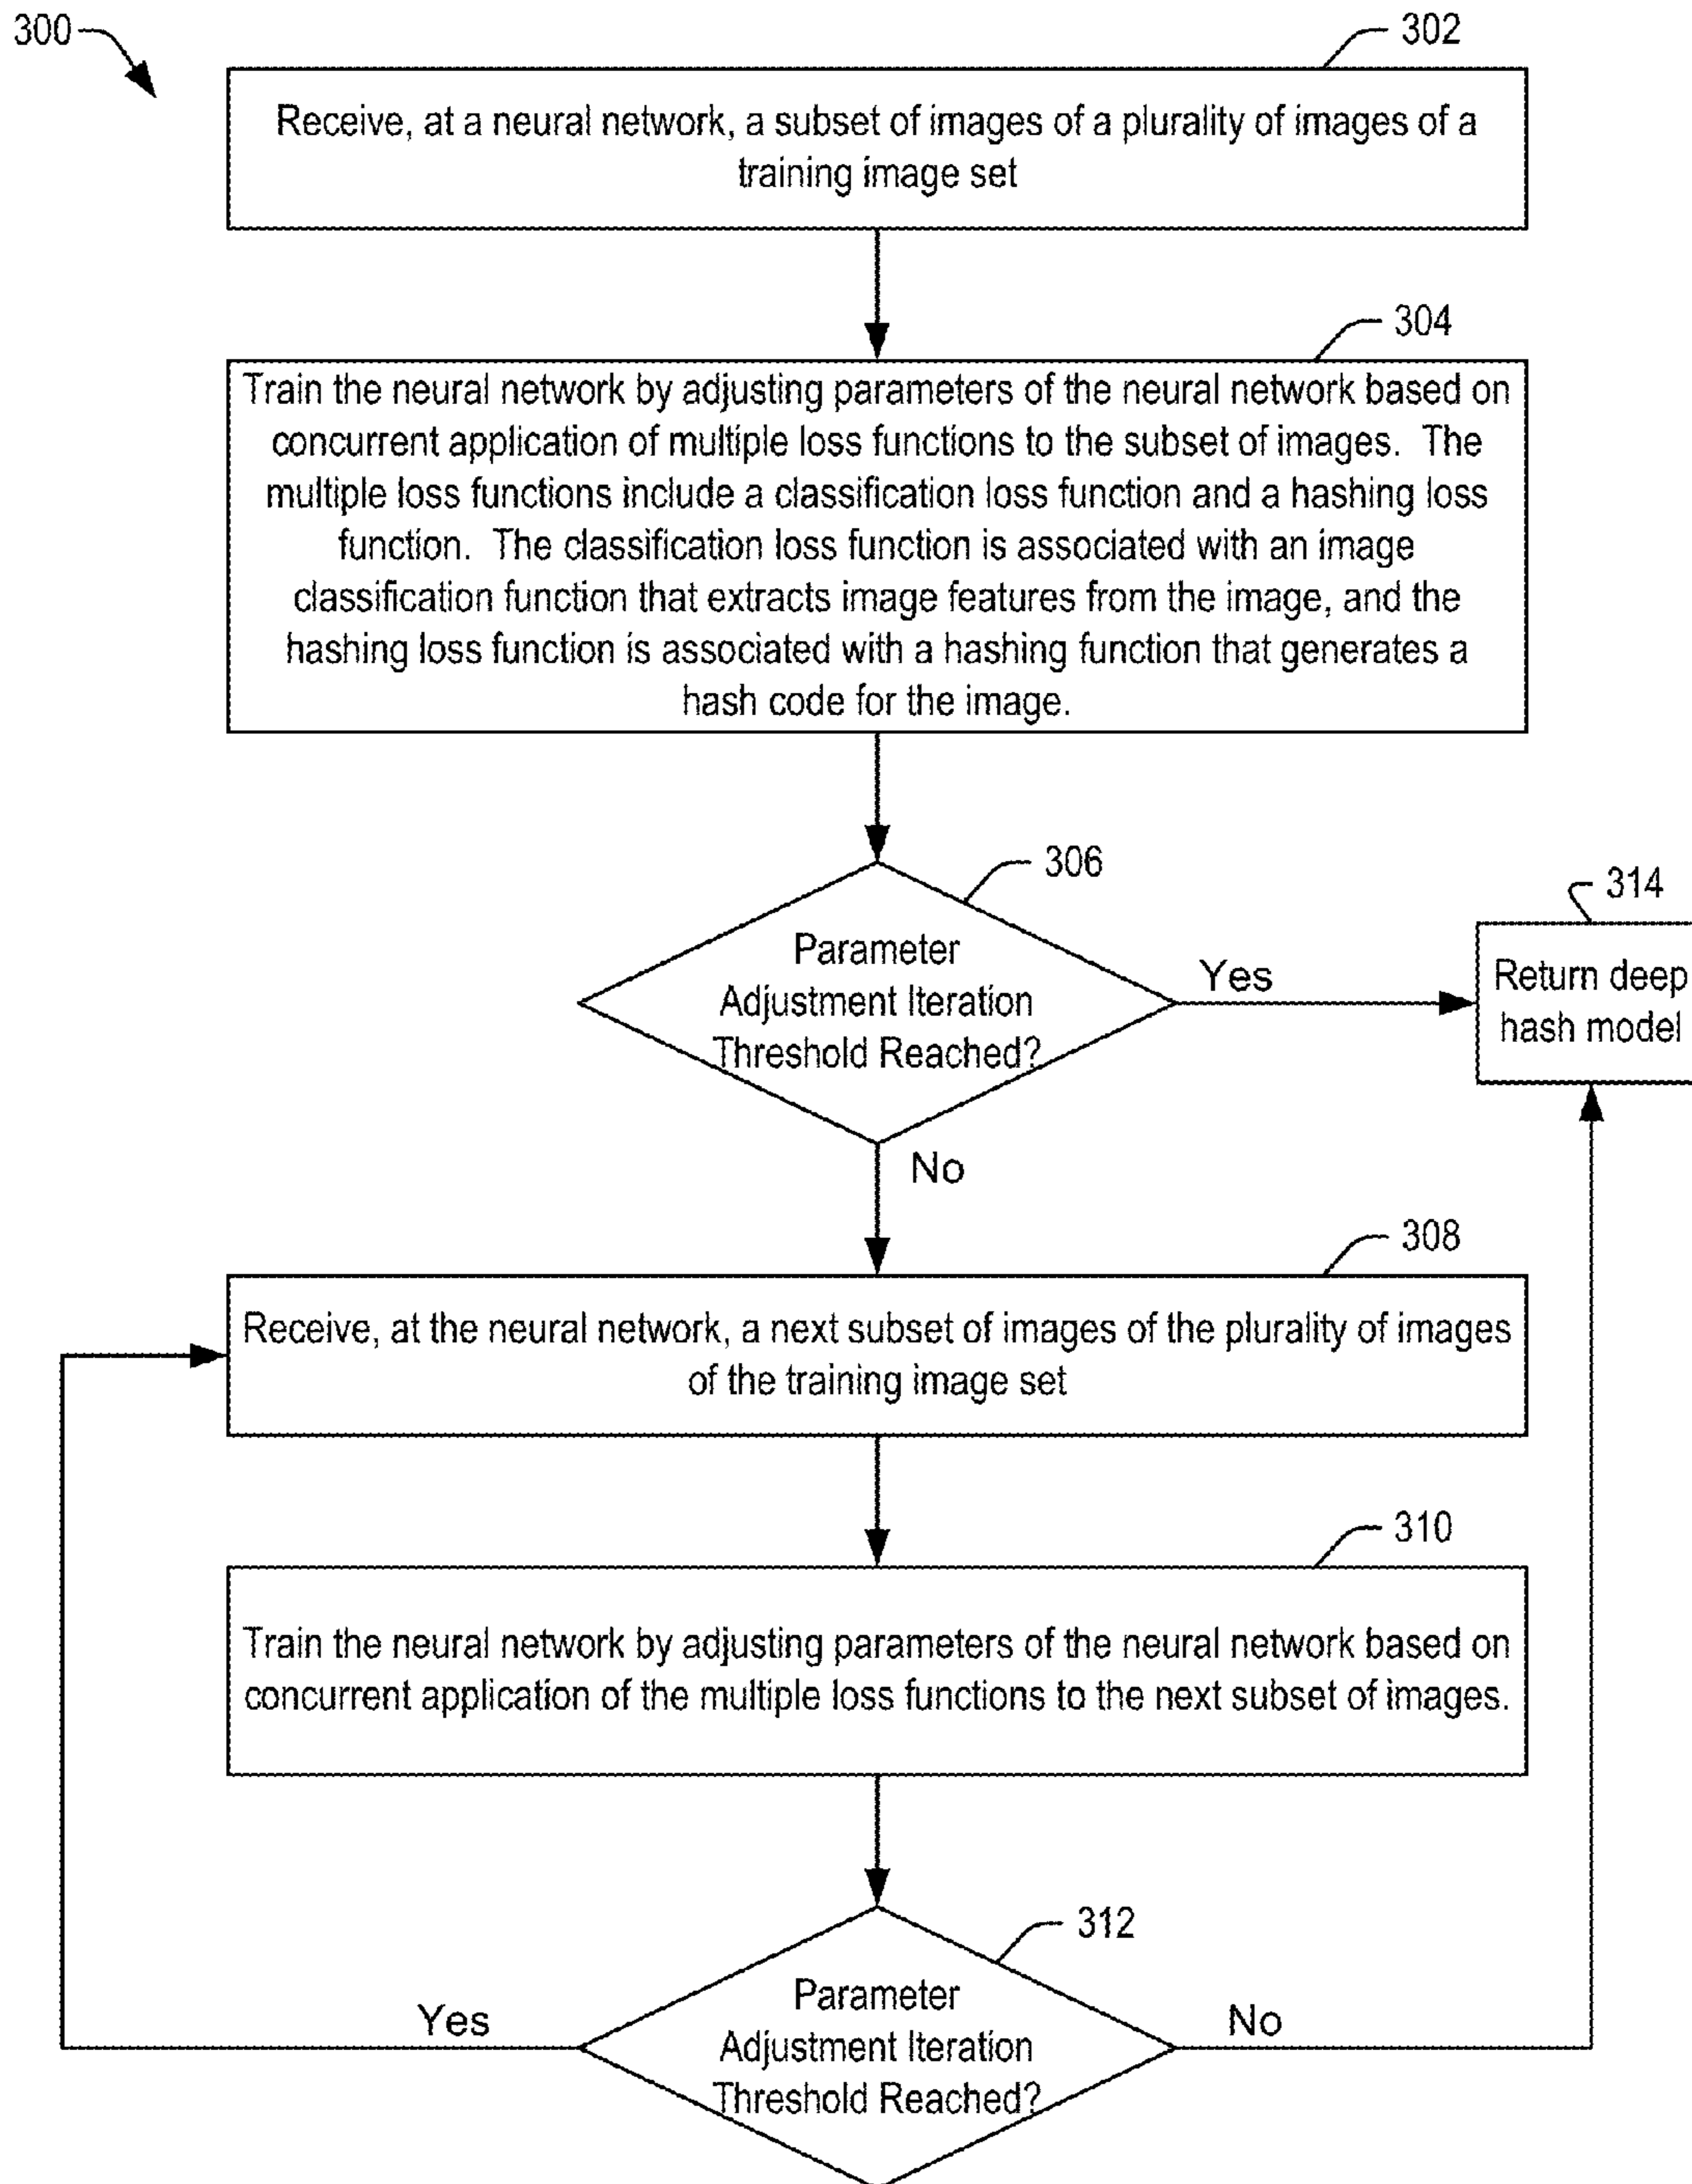 300
302
Receive, at a neural network, a subset of images of a plurality of images of a
training image set
304
Train the neural network by adjusting parameters of the neural network based on
concurrent application of multiple loss functions to the subset of images. The
multiple loss functions include a classification loss function and a hashing loss
function. The classification loss function is associated with an image
classification function that extracts image features from the image, and the
hashing loss function is associated with a hashing function that generates a
hash code for the image.
306
Parameter
Adjustment Iteration
Threshold Reached?
Yes
314
Return deep
hash model
No
308
Receive, at the neural network, a next subset of images of the plurality of images
of the training image set
310
Train the neural network by adjusting parameters of the neural network based on
concurrent application of the multiple loss functions to the next subset of images.
312
Parameter
Adjustment Iteration
Threshold Reached?
Yes
No